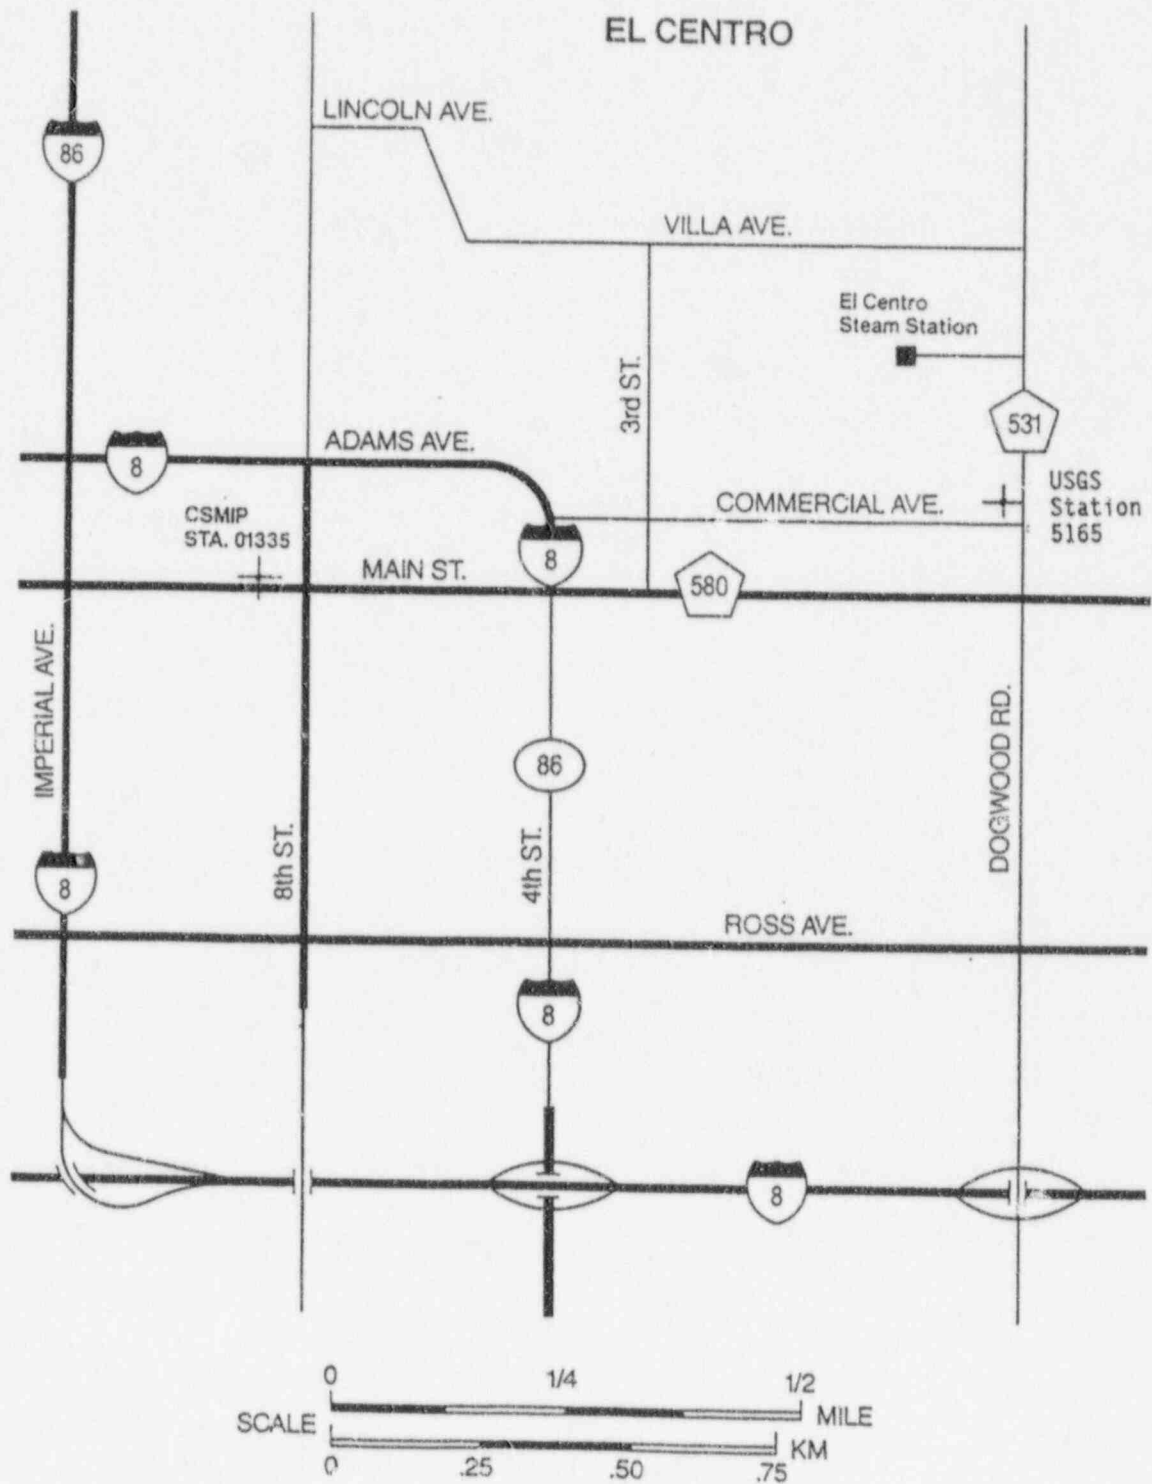 EL CENTRO
LINCOLN AVE.
86
VILLA AVE.
El Centro
Steam Station
3rd ST.
531
ADAMS AVE.
8
USGS
Station
5165
COMMERCIAL AVE.
CSMIP
STA. 01335
8
MAIN ST.
580
IMPERIAL AVE.
86
DOGWOOD RD.
8th ST.
4th ST.
8
ROSS AVE.
8
8
0 1/4 1/2
SCALE
MILE
KM
0 .25 .50 .75